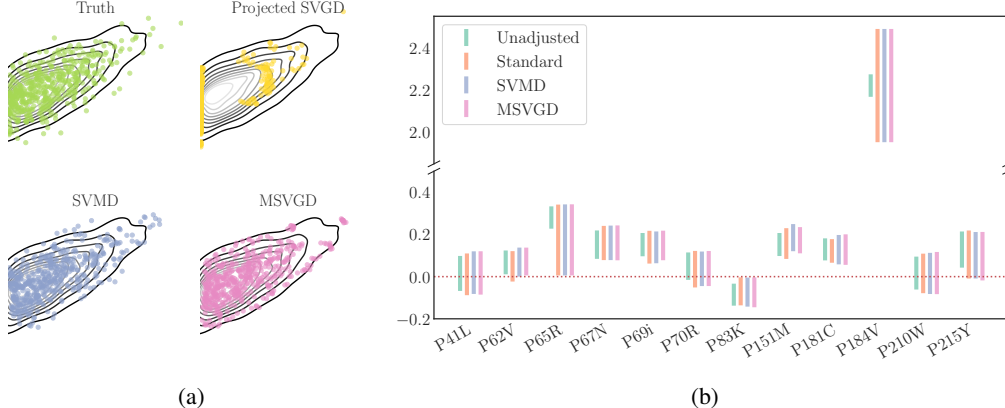 Truth
Projected SVGD
SVMD
MSVGD
(a)
Unadjusted
Standard
SVMD
MSVGD
2.4
2.2
2.0
0.4
0.2
0.0
−0.2
P41L
P62V
P65R
P67N
P69i
P70R
P83K
P151M
P181C
P184V
P210W
P215Y
(b)